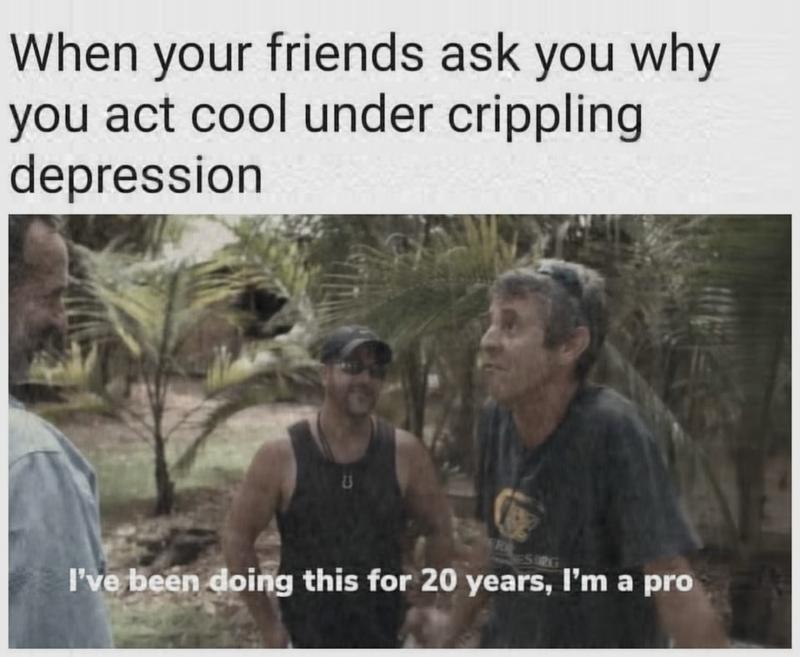 When your friends ask you why
you act cool under crippling
depression
I've been doing this for 20 years, I'm a pro